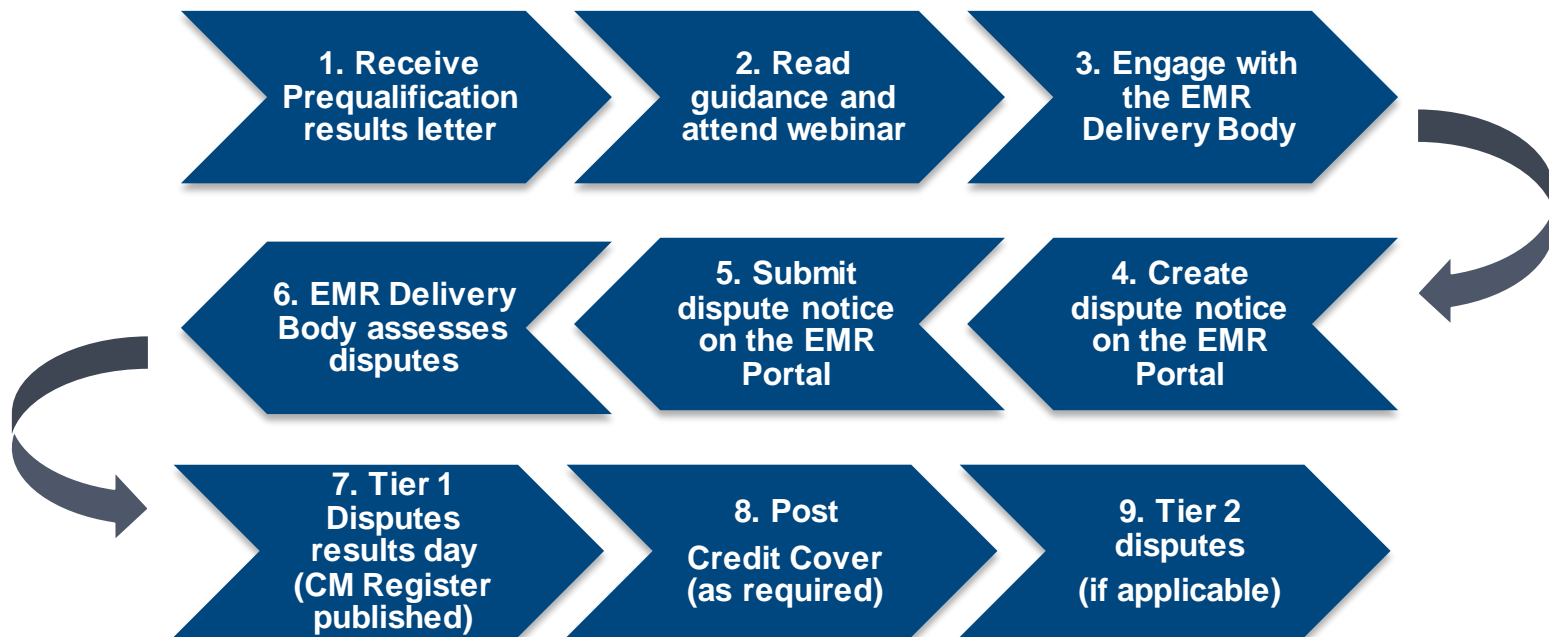 1. Receive
Prequalification
results letter
2. Read
guidance and
attend webinar
3. Engage with
the EMR
Delivery Body
4. Create
dispute notice
on the EMR
Portal
5. Submit
dispute notice
on the EMR
Portal
6. EMR Delivery
Body assesses
disputes
7. Tier 1
Disputes
results day
(CM Register
published)
8. Post
Credit Cover
(as required)
9. Tier 2
disputes
(if applicable)